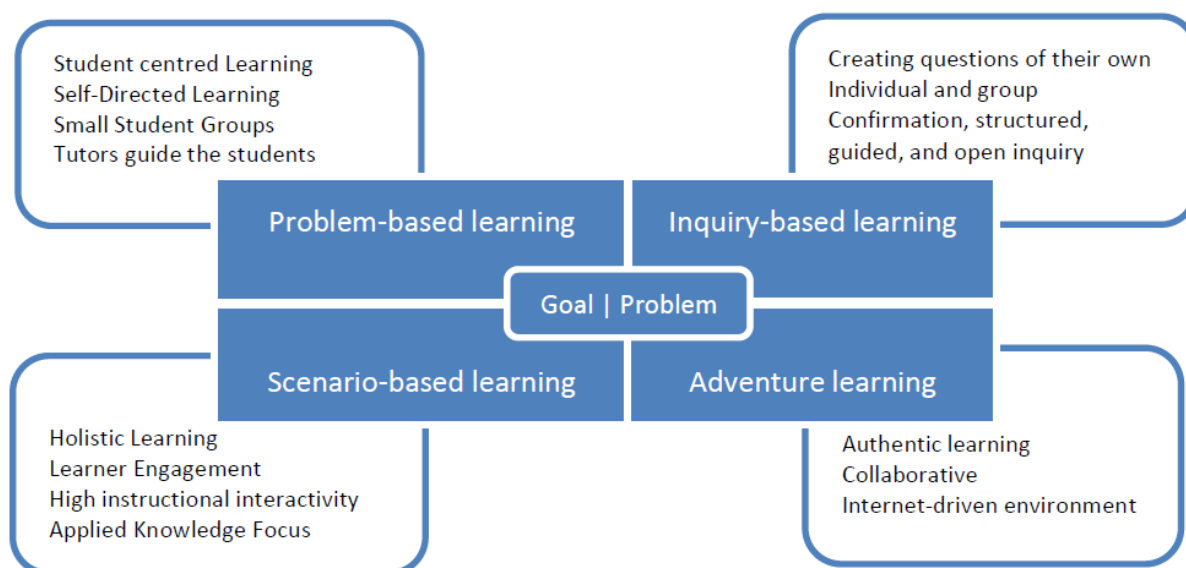 Student centred Learning
Self-Directed Learning
Small Student Groups
Tutors guide the students
Creating questions of their own
Individual and group
Confirmation, structured,
guided, and open inquiry
Problem-based learning
Inquiry-based learning
Goal | Problem
Scenario-based learning
Adventure learning
Holistic Learning
Learner Engagement
High instructional interactivity
Applied Knowledge Focus
Authentic learning
Collaborative
Internet-driven environment